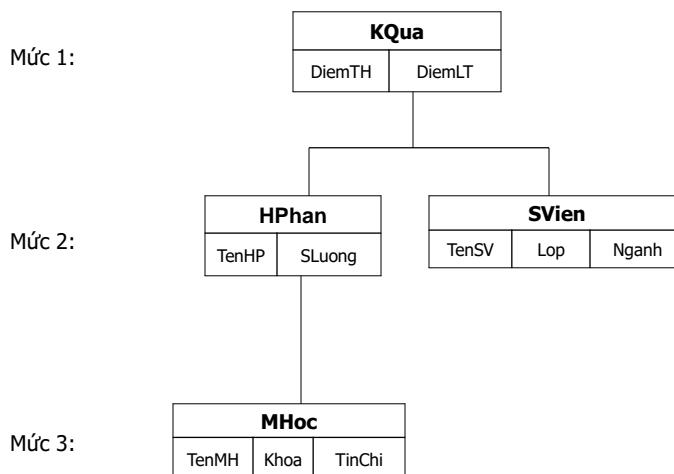 Mức 1:
KQua
DiemTH DiemLT
Mức 2:
HPhan
TenHP SLuong
SVien
TenSV Lop Nganh
Mức 3:
MHoc
TenMH Khoa TinChi